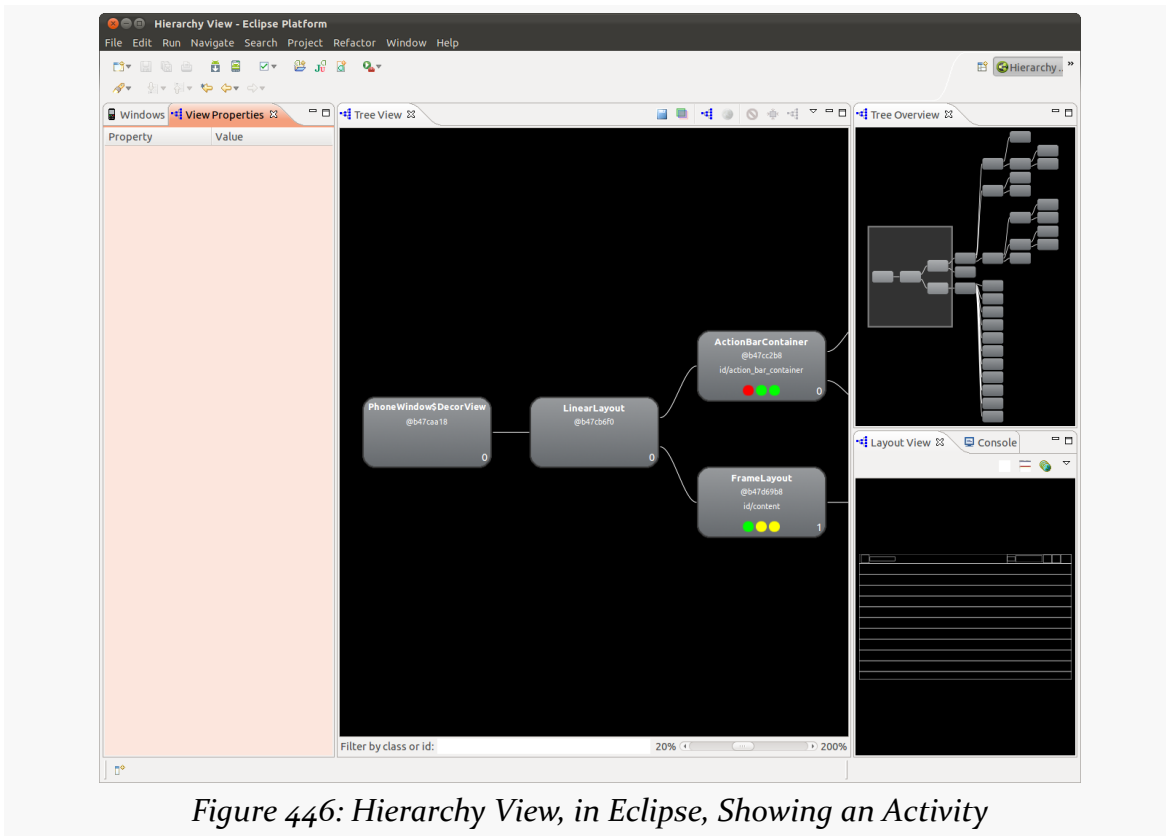 Hierarchy View - Eclipse Platform
File Edit Run Navigate Search Project Refactor Window Help
Hierarchy..
Windows View Properties
Property Value
Tree View
PhoneWindow$DecorView
@b47caa18
0
LinearLayout
@b47cb6f0
0
ActionBarContainer
@b47cc2b8
id/action_bar_container
0
FrameLayout
@b47d69b8
id/content
1
Filter by class or id:
20% 200%
Tree Overview
Layout View Console
Figure 446: Hierarchy View, in Eclipse, Showing an Activity